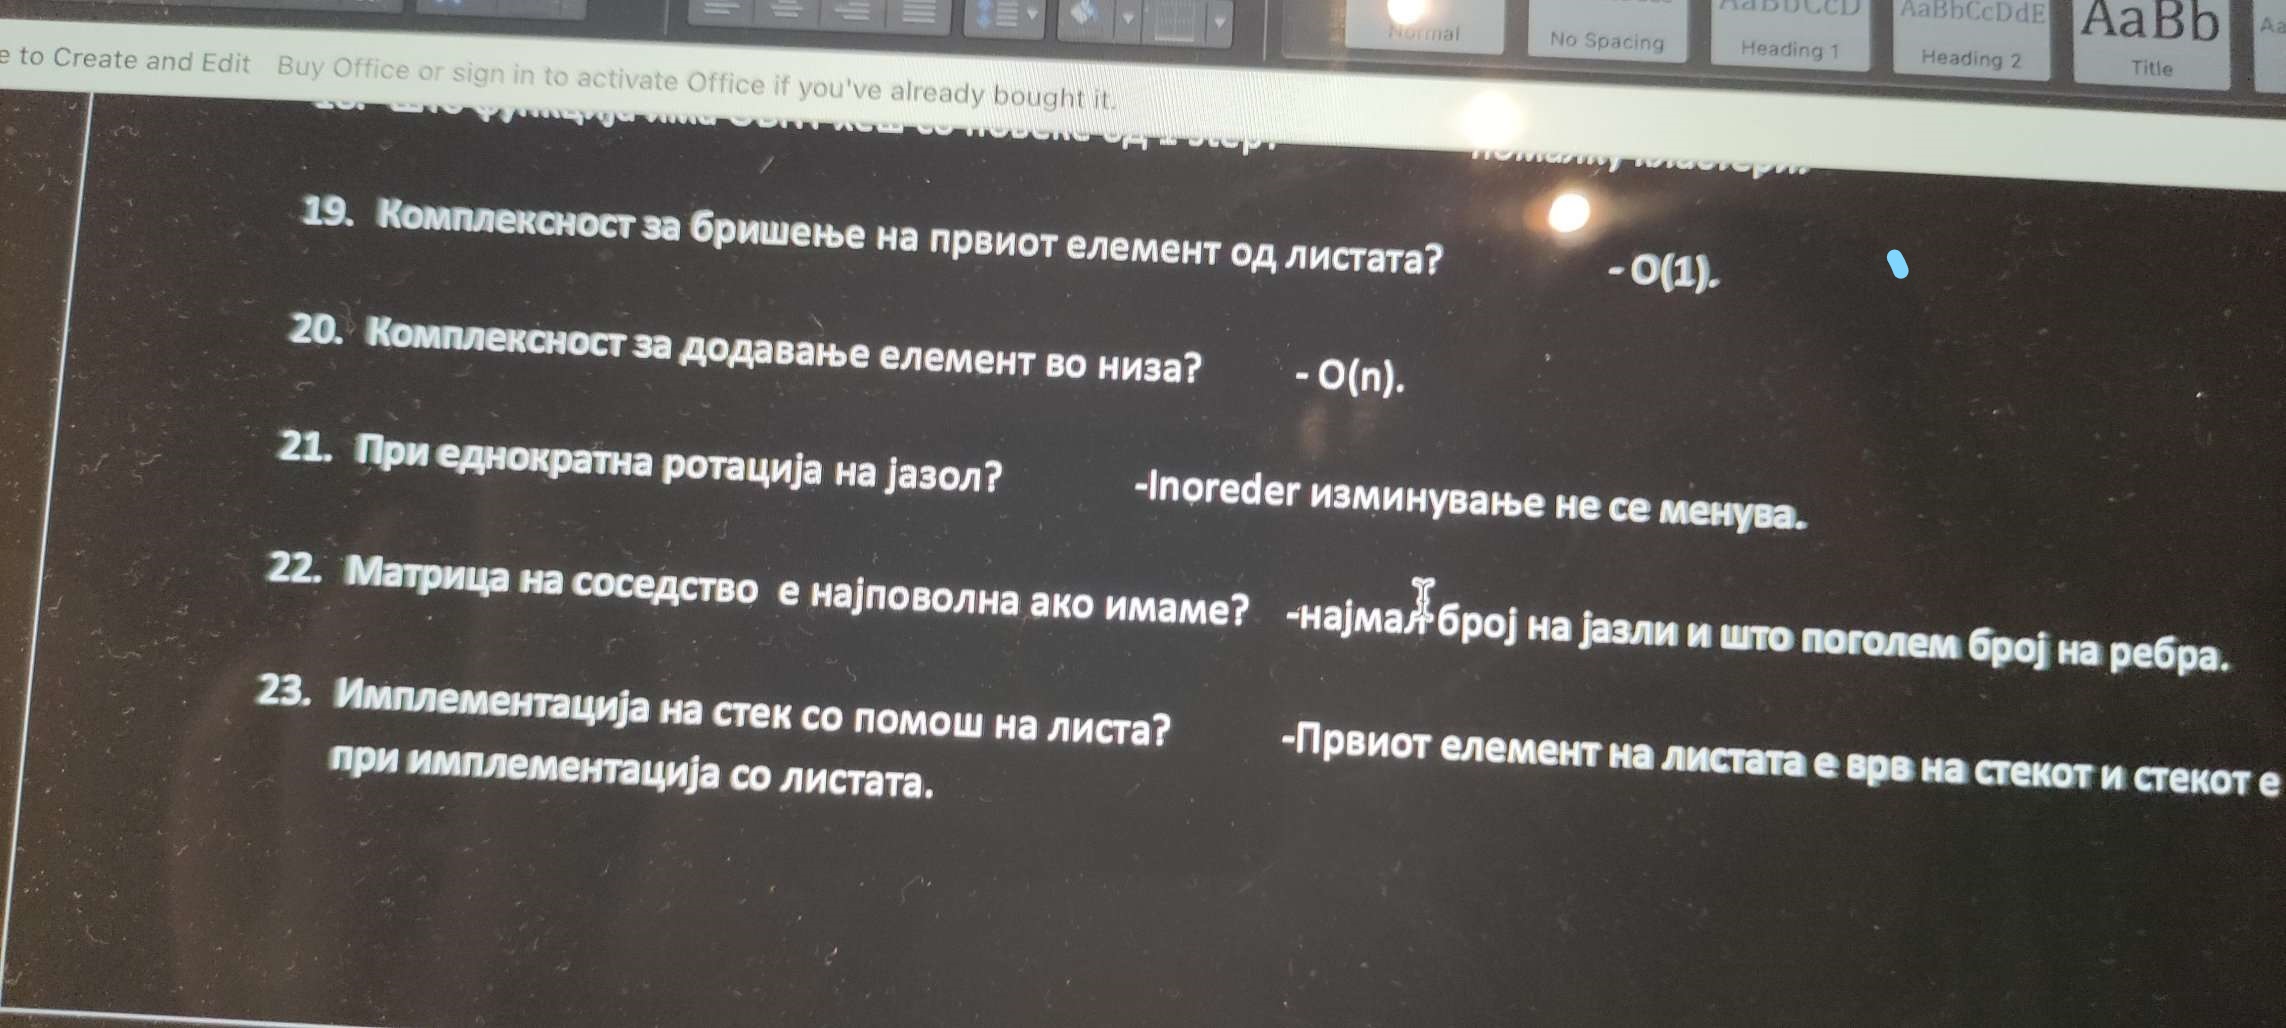 Normal
No Spacing
Heading 1
AaBbCcDdE
Heading 2
AaBb
Title
e to Create and Edit Buy Office or sign in to activate Office if you've already bought it.
19. Комплексност за бришење на првиот елемент од листата? - O(1).
20. Комплексност за додавање елемент во низа? - O(n).
21. При еднократна ротација на јазол? -Inoreder изминување не се менува.
22. Матрица на соседство е најповолна ако имаме? -најмал број на јазли и што поголем број на ребра.
23. Имплементација на стек со помош на листа? -Првиот елемент на листата е врв на стекот и стекот е
при имплементација со листата.